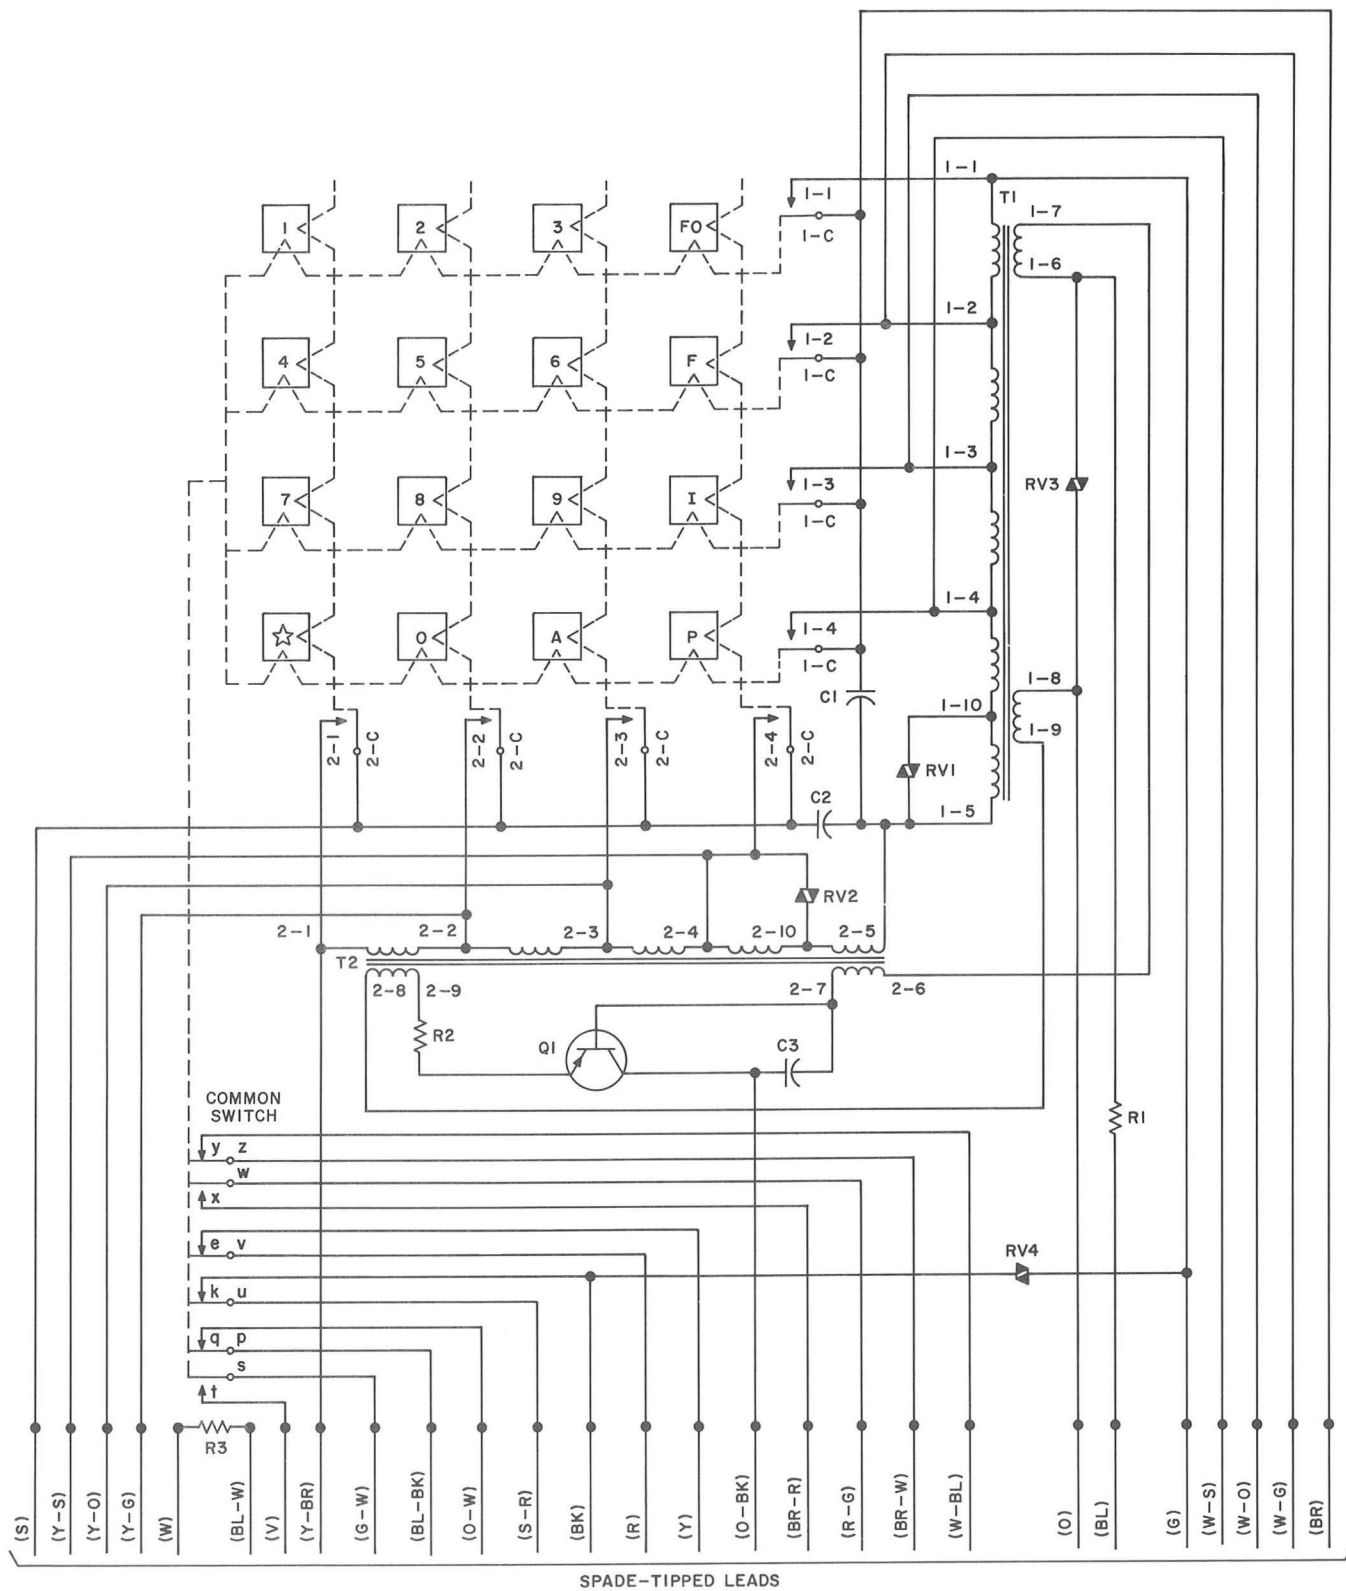 1-1
T1
1-7
1 2 3 FO
1-1
1-C
1-6
1-2
1-2
4 5 6 F
1-C
1-3
1-3
RV3
7 8 9 I
1-C
1-4
1-4
☆ 0 A P
1-C
1-8
C1
1-10
1-9
2-1 2-C 2-2 2-C 2-3 2-C 2-4 2-C
RV1
C2
1-5
RV2
2-1 2-2 2-3 2-4 2-10 2-5
T2
2-8 2-9 2-7 2-6
R2
Q1
C3
COMMON
SWITCH
R1
y z
w
x
e v
RV4
k u
q p
s
t
R3
(S) (Y-S) (Y-O) (Y-G) (W) (BL-W) (V) (Y-BR) (G-W) (BL-BK) (O-W) (S-R) (BK) (R) (Y) (O-BK) (BR-R) (R-G) (BR-W) (W-BL) (O) (BL) (G) (W-S) (W-O) (W-G) (BR)
SPADE-TIPPED LEADS